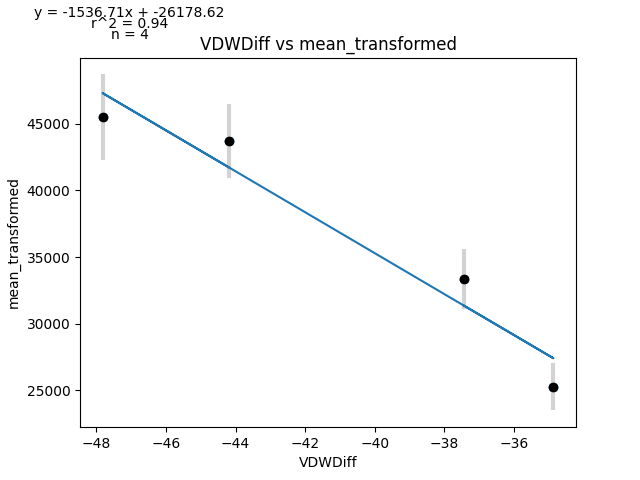 y = -1536.71x + -26178.62
r^2 = 0.94
n = 4
VDWDiff vs mean_transformed
mean_transformed
45000
40000
35000
30000
25000
−48 −46 −44 −42 −40 −38 −36
VDWDiff